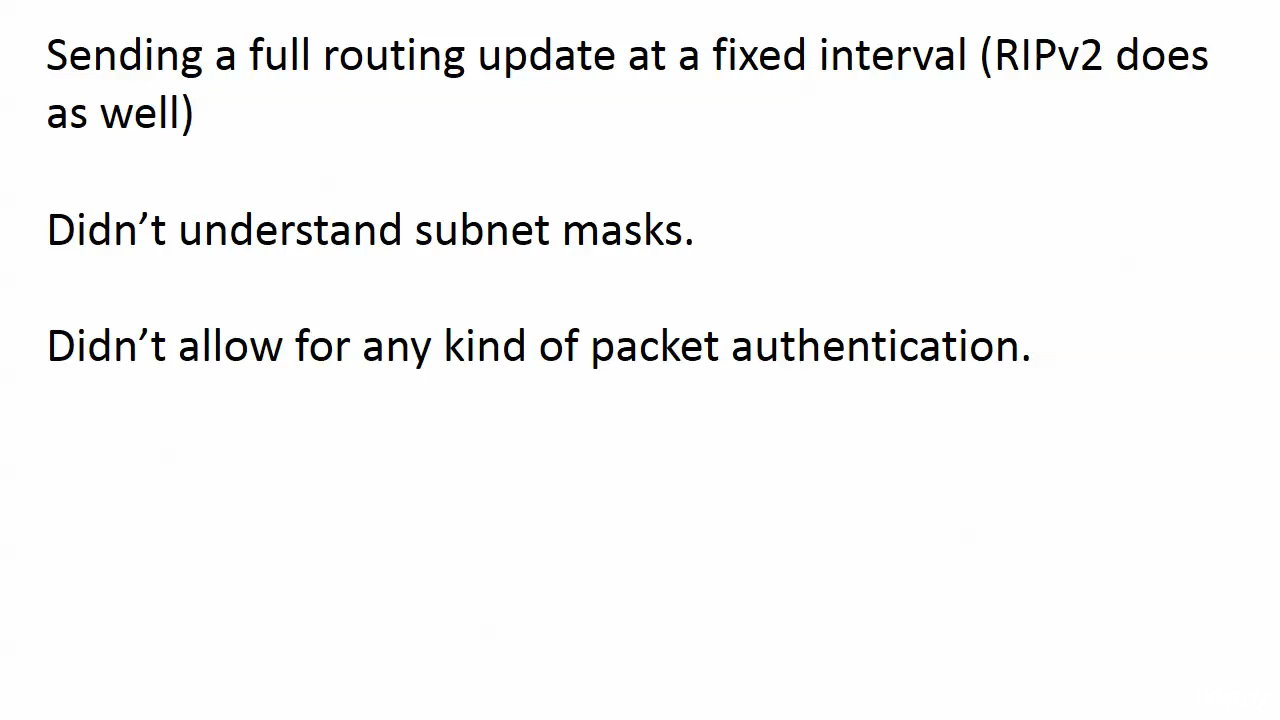 Sending a full routing update at a fixed interval (RIPv2 does
as well)
Didn’t understand subnet masks.
Didn’t allow for any kind of packet authentication.